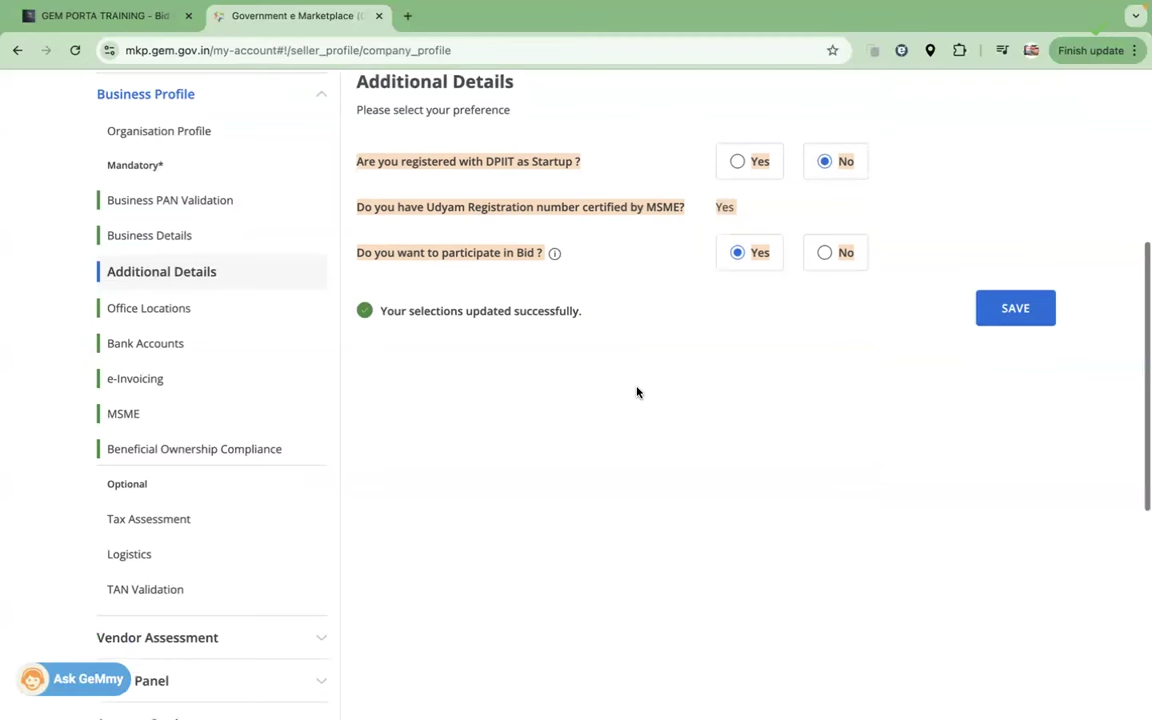 GEM PORTA TRAINING - Bid
Government e Marketplace ((
mkp.gem.gov.in/my-account#!/seller_profile/company_profile
Finish update
Business Profile
Organisation Profile
Mandatory*
Business PAN Validation
Business Details
Additional Details
Office Locations
Bank Accounts
e-Invoicing
MSME
Beneficial Ownership Compliance
Optional
Tax Assessment
Logistics
TAN Validation
Vendor Assessment
Panel
Ask GeMmy
Additional Details
Please select your preference
Are you registered with DPIIT as Startup ? Yes No
Do you have Udyam Registration number certified by MSME? Yes
Do you want to participate in Bid ? Yes No
Your selections updated successfully.
SAVE